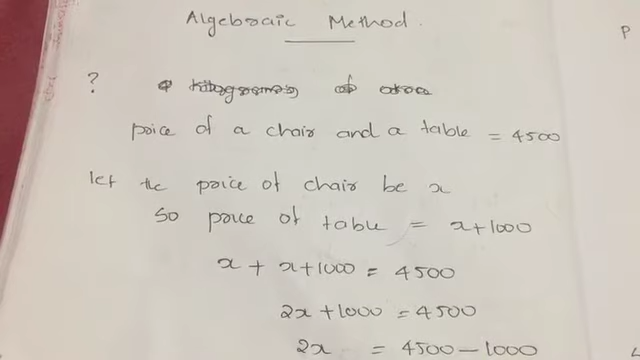 Algebraic Method.
?
price of a chair and a table = 4500
let the price of chair be x
So price of table = x+1000
x + x+1000 = 4500
2x+1000 = 4500
2x = 4500-1000
P